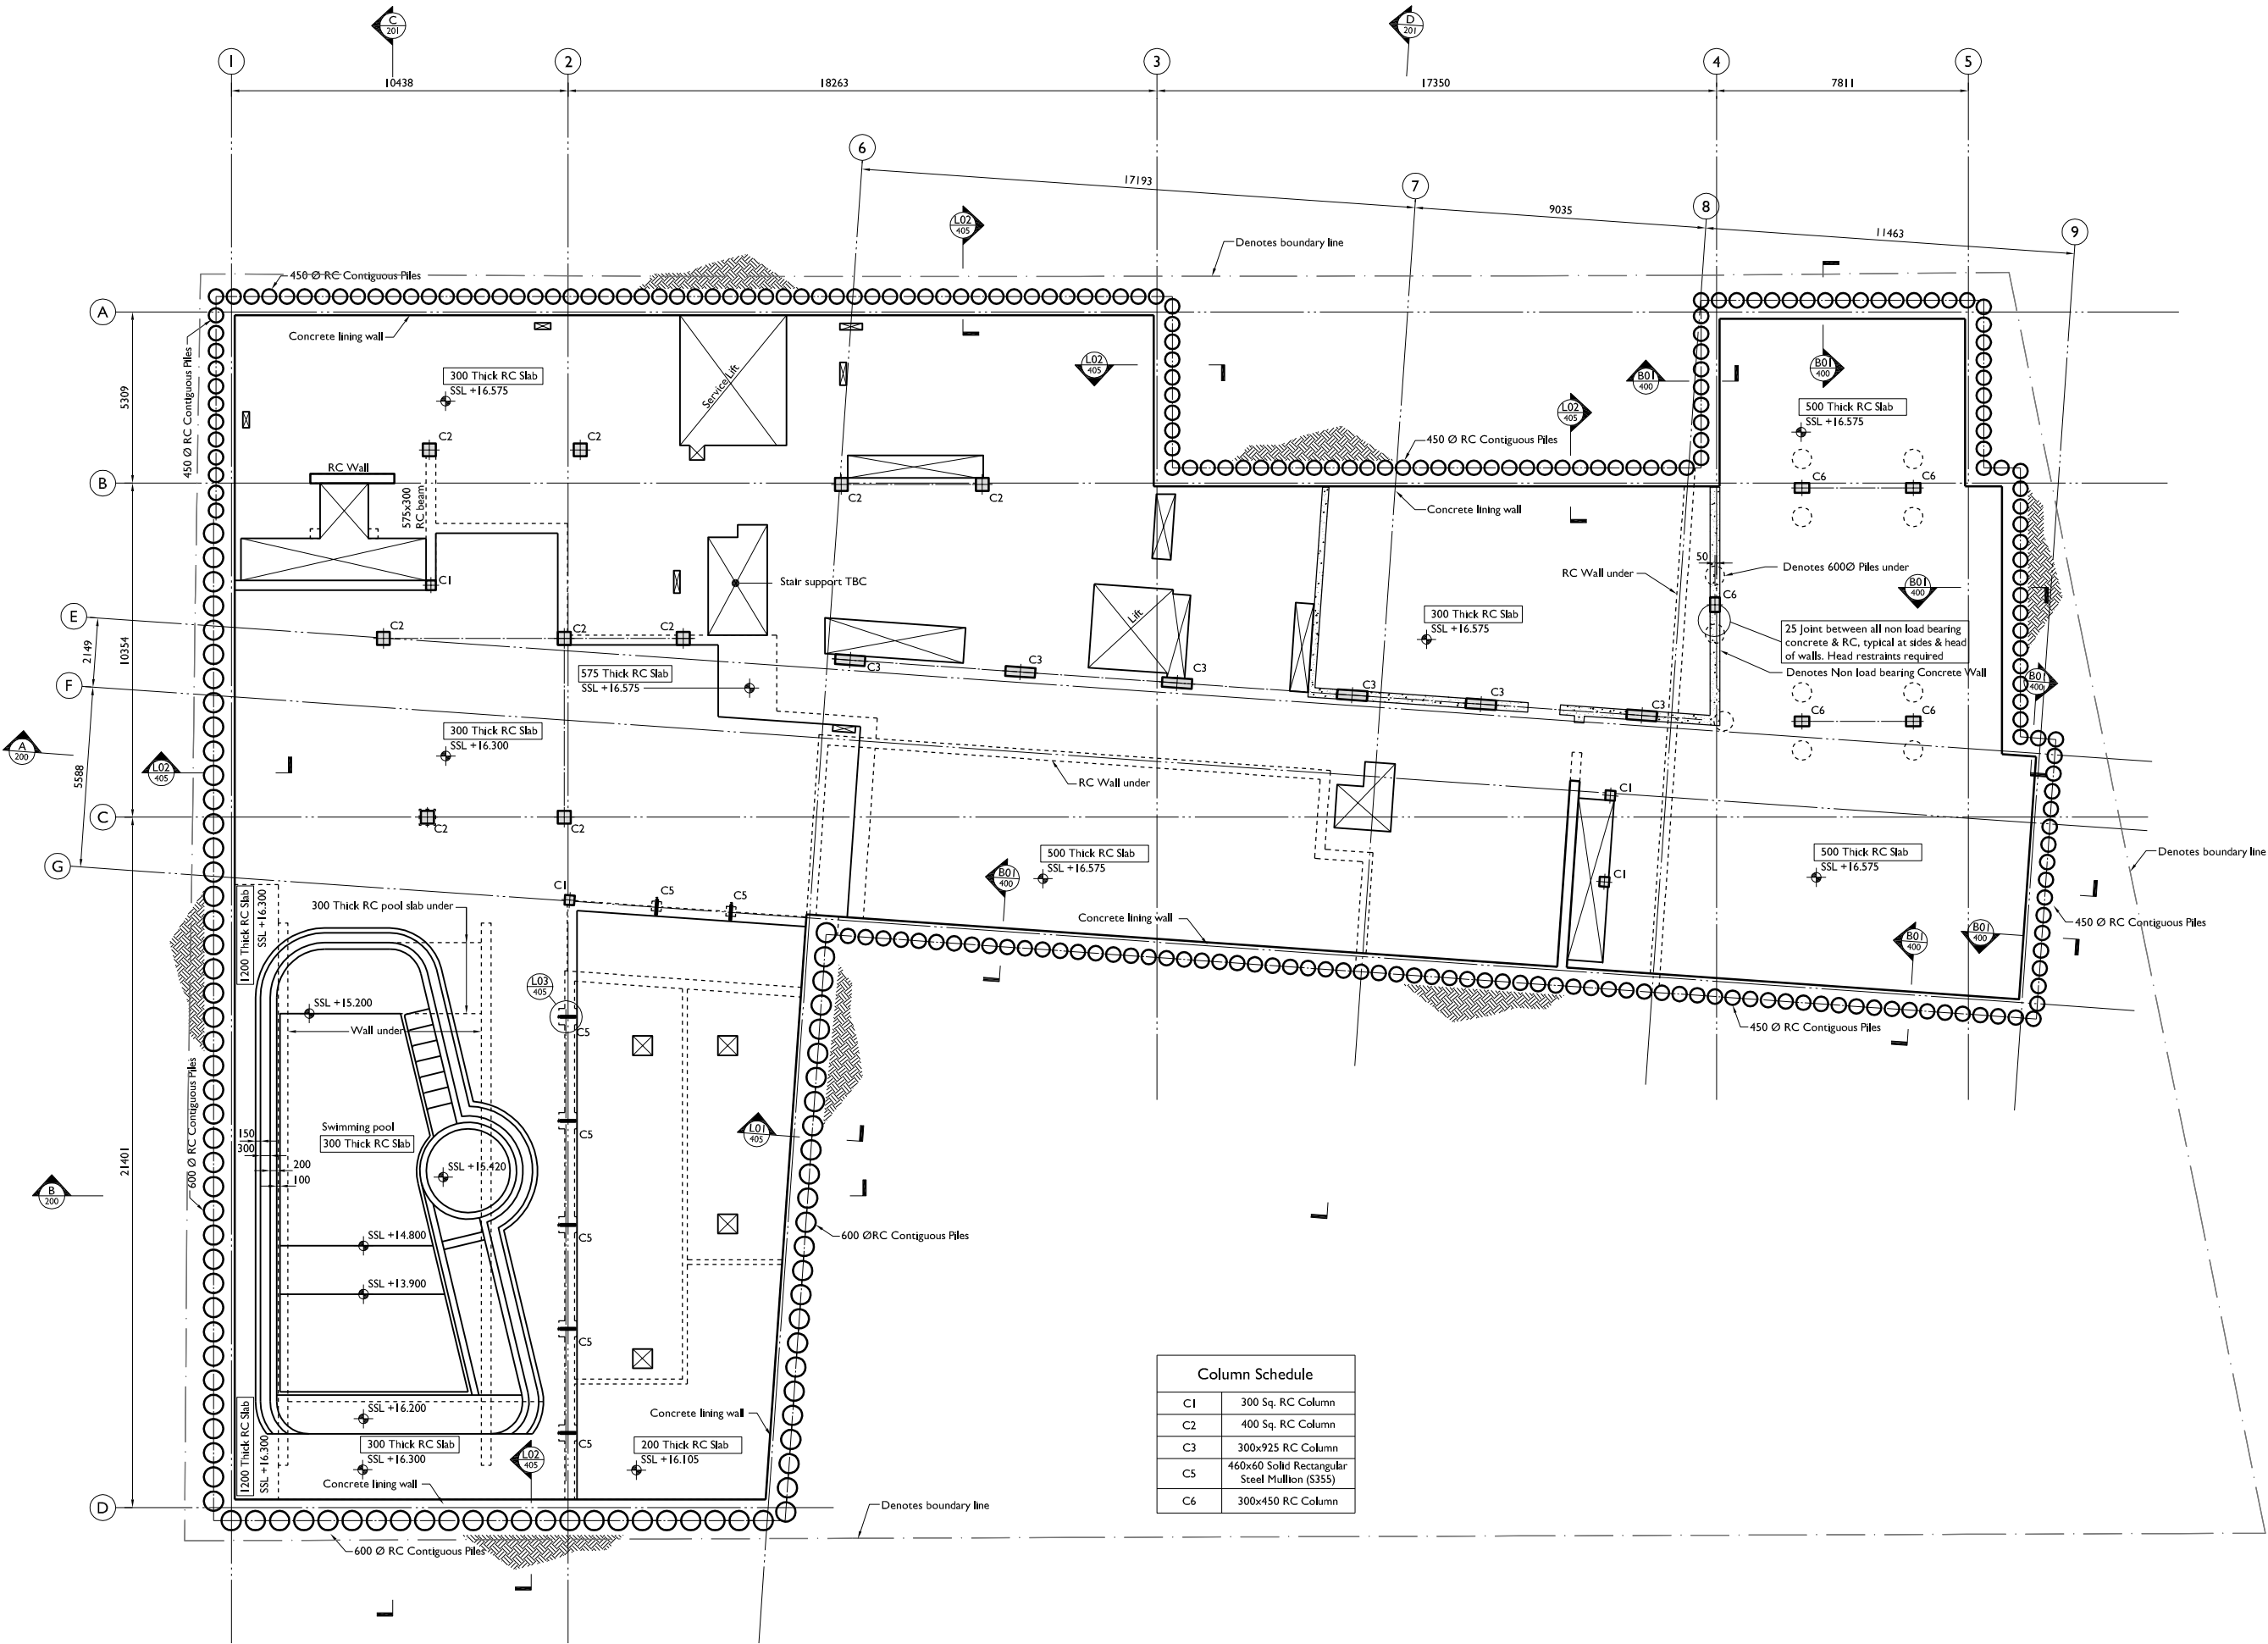 C
201
D
201
1
2
3
4
5
10438
18263
17350
7811
6
7
8
9
17193
9035
11463
L02
405
Denotes boundary line
450 Ø RC Contiguous Piles
A
Concrete lining wall
450 Ø RC Contiguous Piles
5309
300 Thick RC Slab
SSL +16.575
Service Lift
L02
405
B01
400
B01
400
L02
405
500 Thick RC Slab
SSL +16.575
C2
C2
450 Ø RC Contiguous Piles
RC Wall
B
575x300
RC beam
C2
C2
C6
C6
Concrete lining wall
50
Stair support TBC
C1
RC Wall under
Denotes 600Ø Piles under
B01
400
C6
E
2149
10354
C2
C2
C2
Lift
300 Thick RC Slab
SSL +16.575
25 Joint between all non load bearing
concrete & RC, typical at sides & head
of walls. Head restraints required
Denotes Non load bearing Concrete Wall
F
575 Thick RC Slab
SSL +16.575
C3
C3
C3
C3
C3
C3
C6
C6
B01
400
A
200
L02
405
5588
300 Thick RC Slab
SSL +16.300
RC Wall under
C1
C
C2
C2
G
500 Thick RC Slab
SSL +16.575
B01
400
500 Thick RC Slab
SSL +16.575
Denotes boundary line
C1
C1
C5
C5
1200 Thick RC Slab
SSL +16.300
300 Thick RC pool slab under
Concrete lining wall
450 Ø RC Contiguous Piles
B01
400
B01
400
L03
405
SSL +15.200
Wall under
C5
450 Ø RC Contiguous Piles
600 Ø RC Contiguous Piles
Swimming pool
300 Thick RC Slab
150
300
200
100
L01
405
C5
21401
SSL +15.420
B
200
SSL +14.800
C5
600 ØRC Contiguous Piles
SSL +13.900
C5
Column Schedule
C1 300 Sq. RC Column
C2 400 Sq. RC Column
C3 300x925 RC Column
C5 460x60 Solid Rectangular
Steel Mullion (S355)
C6 300x450 RC Column
1200 Thick RC Slab
SSL +16.300
SSL +16.200
Concrete lining wall
300 Thick RC Slab
SSL +16.300
L02
405
C5
200 Thick RC Slab
SSL +16.105
Concrete lining wall
D
Denotes boundary line
600 Ø RC Contiguous Piles